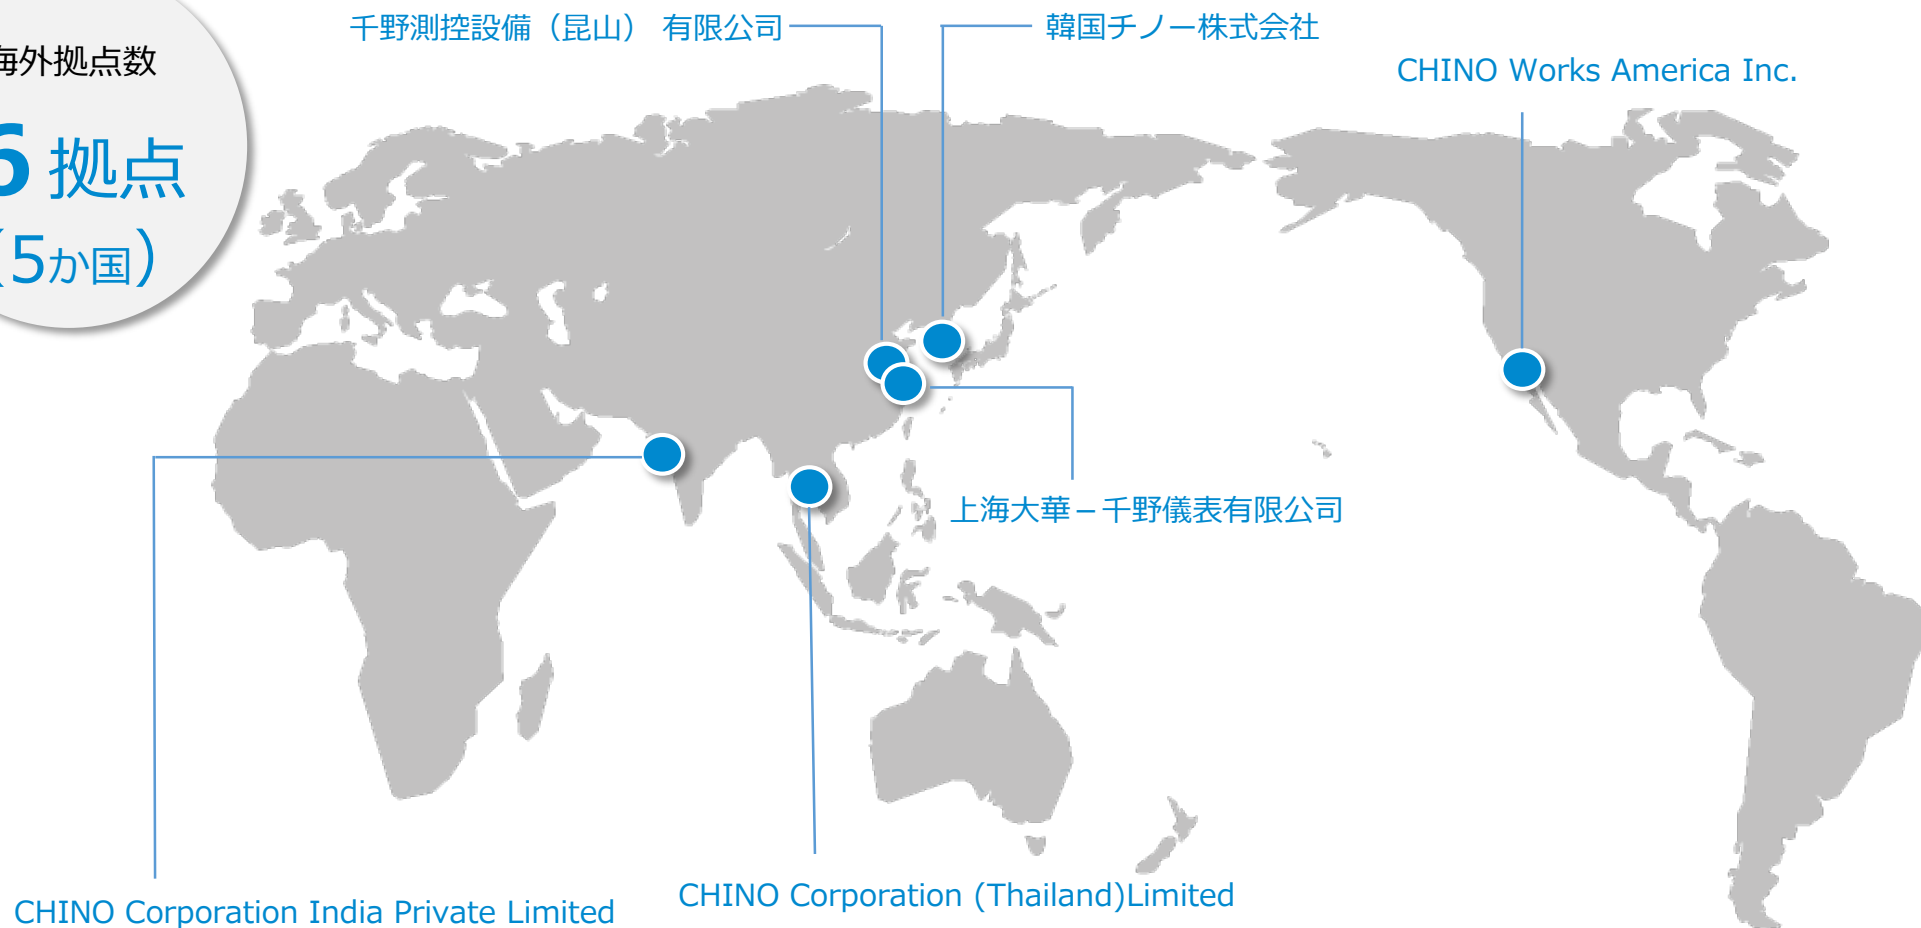 千野測控設備（昆山） 有限公司
韓国チノー株式会社
海外拠点数
CHINO Works America Inc.
6 拠点
（5か国）
上海大華－千野儀表有限公司
CHINO Corporation (Thailand)Limited
CHINO Corporation India Private Limited